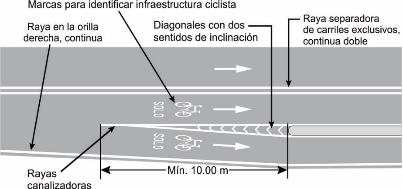 Marcas para identificar infraestructura ciclista
Raya en la orilla
derecha, continua
Diagonales con dos
sentidos de inclinación
Raya separadora
de carriles exclusivos,
continua doble
SOLO
SOLO
Rayas
canalizadoras
Mín. 10.00 m